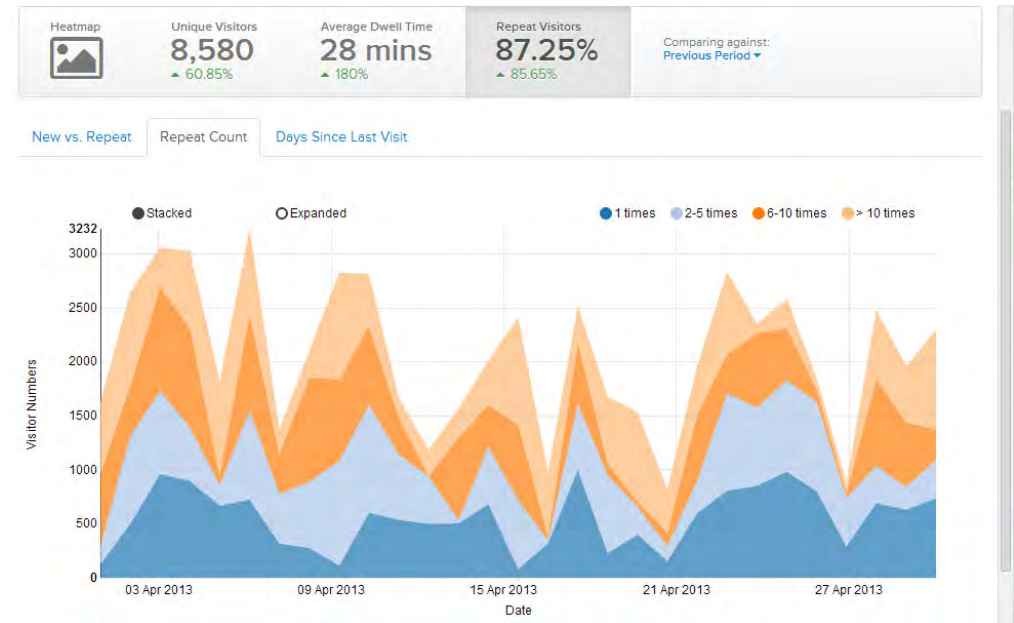 Heatmap
Unique Visitors
8,580
60.85%
Average Dwell Time
28 mins
180%
Repeat Visitors
87.25%
85.65%
Comparing against:
Previous Period
New vs. Repeat
Repeat Count
Days Since Last Visit
Stacked
Expanded
1 times
2-5 times
6-10 times
> 10 times
3232
3000
2500
2000
1500
1000
500
0
Visitor Numbers
03 Apr 2013
09 Apr 2013
15 Apr 2013
21 Apr 2013
27 Apr 2013
Date